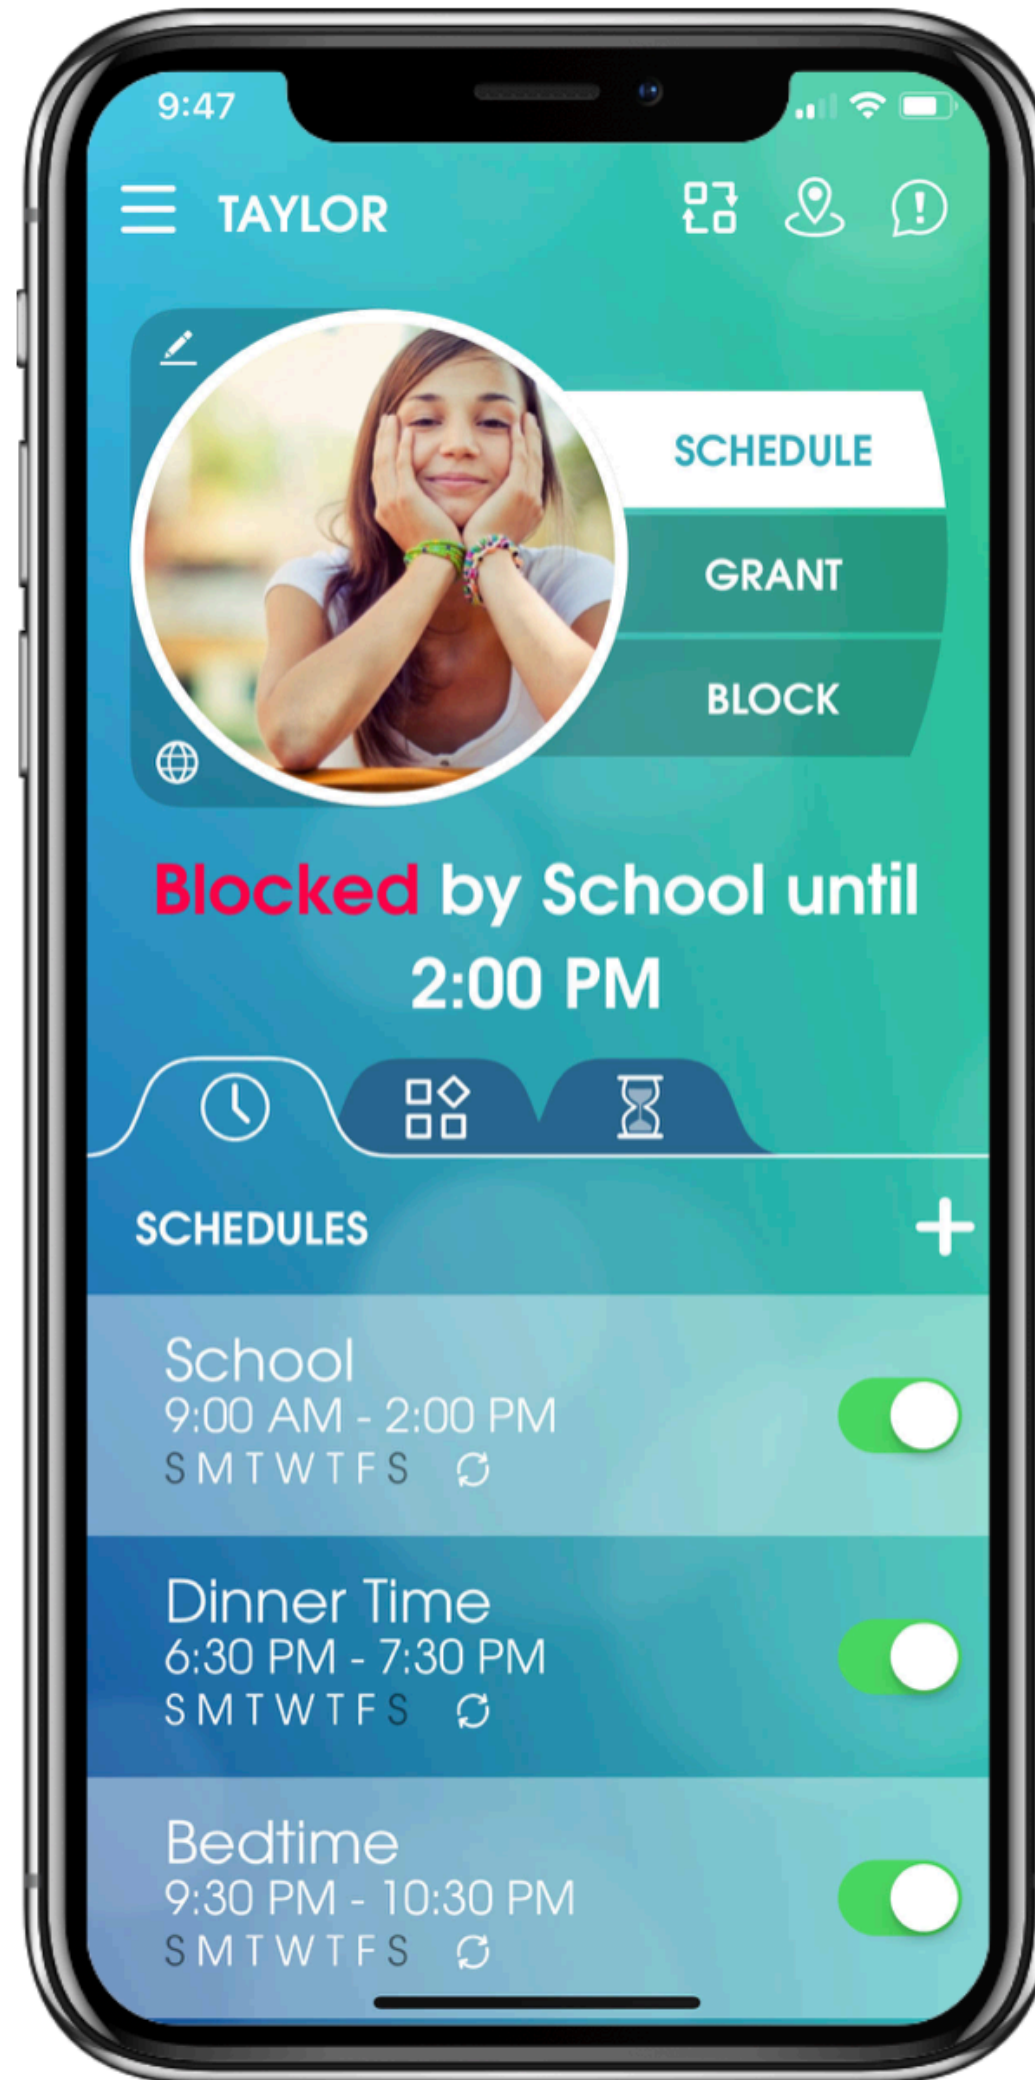 9:47
TAYLOR
SCHEDULE
GRANT
BLOCK
Blocked by School until
2:00 PM
SCHEDULES
School
9:00 AM - 2:00 PM
S M T W T F S
Dinner Time
6:30 PM - 7:30 PM
S M T W T F S
Bedtime
9:30 PM - 10:30 PM
S M T W T F S